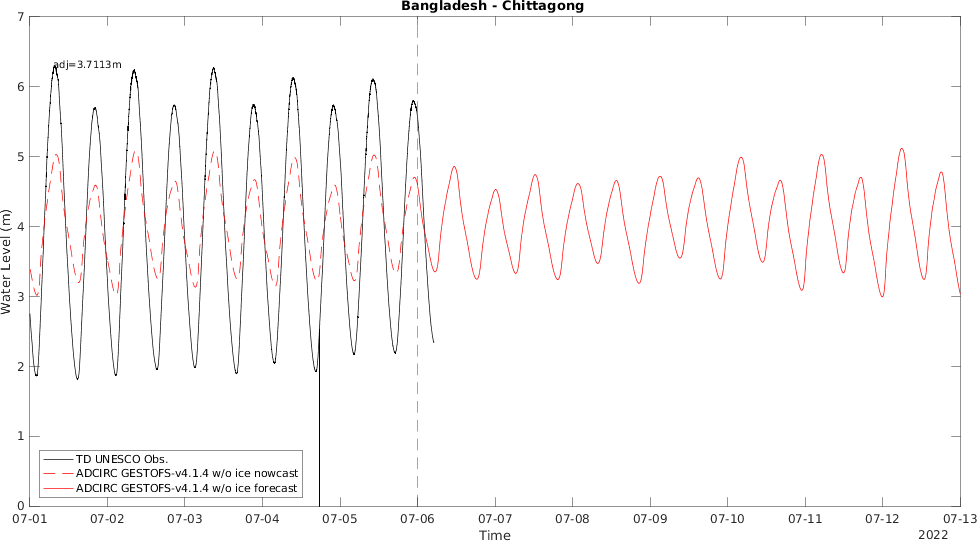 Bangladesh - Chittagong
7
adj=3.7113m
6
5
4
3
2
1
0
Water Level (m)
TD UNESCO Obs.
ADCIRC GESTOFS-v4.1.4 w/o ice nowcast
ADCIRC GESTOFS-v4.1.4 w/o ice forecast
07-01 07-02 07-03 07-04 07-05 07-06 07-07 07-08 07-09 07-10 07-11 07-12 07-13
Time
2022